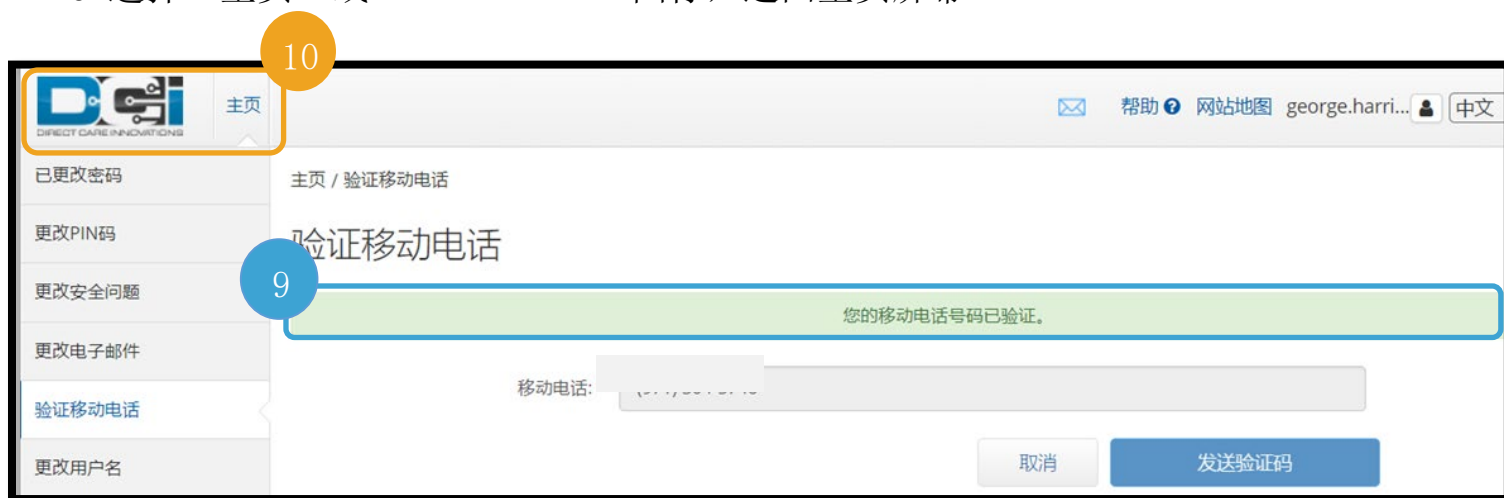 10
主页
帮助 网站地图 george.harri... 中文
DIRECT CARE INNOVATIONS
已更改密码
主页 / 验证移动电话
更改PIN码
验证移动电话
9
更改安全问题
您的移动电话号码已验证。
更改电子邮件
移动电话:
验证移动电话
取消
发送验证码
更改用户名